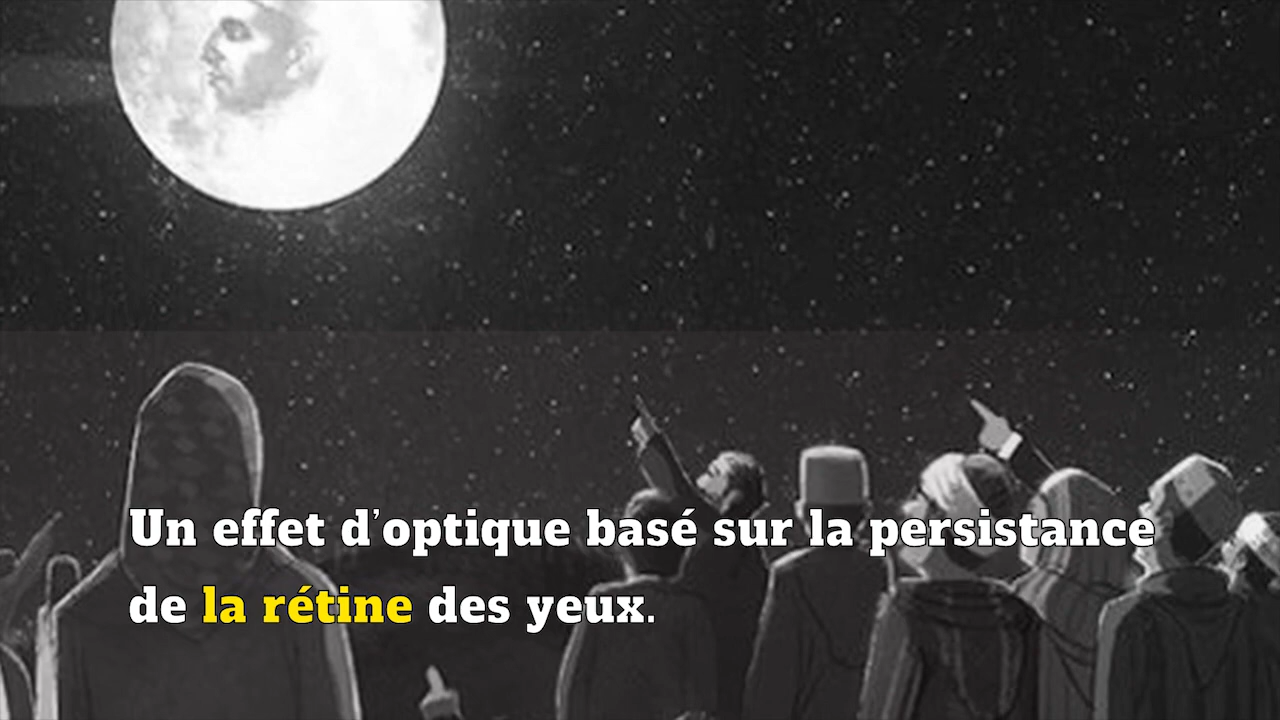 Un effet d’optique basé sur la persistance
de la rétine des yeux.